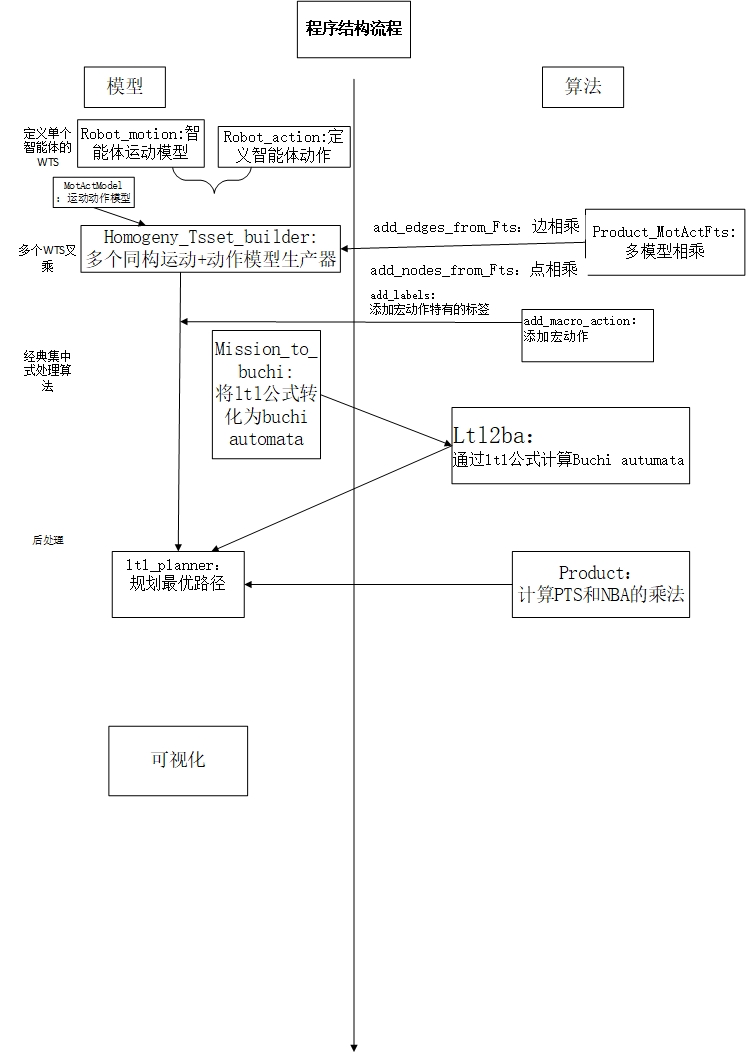 程序结构流程
模型
算法
定义单个
智能体的
WTS
Robot_motion:智
能体运动模型
Robot_action:定
义智能体动作
MotActModel
：运动动作模型
多个WTS叉
乘
Homogeny_Tsset_builder:
多个同构运动+动作模型生产器
add_edges_from_Fts：边相乘
add_nodes_from_Fts：点相乘
Product_MotActFts:
多模型相乘
add_labels:
添加宏动作特有的标签
add_macro_action：
添加宏动作
经典集中
式处理算
法
Mission_to_
buchi:
将ltl公式转
化为buchi
automata
Ltl2ba：
通过ltl公式计算Buchi autumata
后处理
ltl_planner：
规划最优路径
Product：
计算PTS和NBA的乘法
可视化